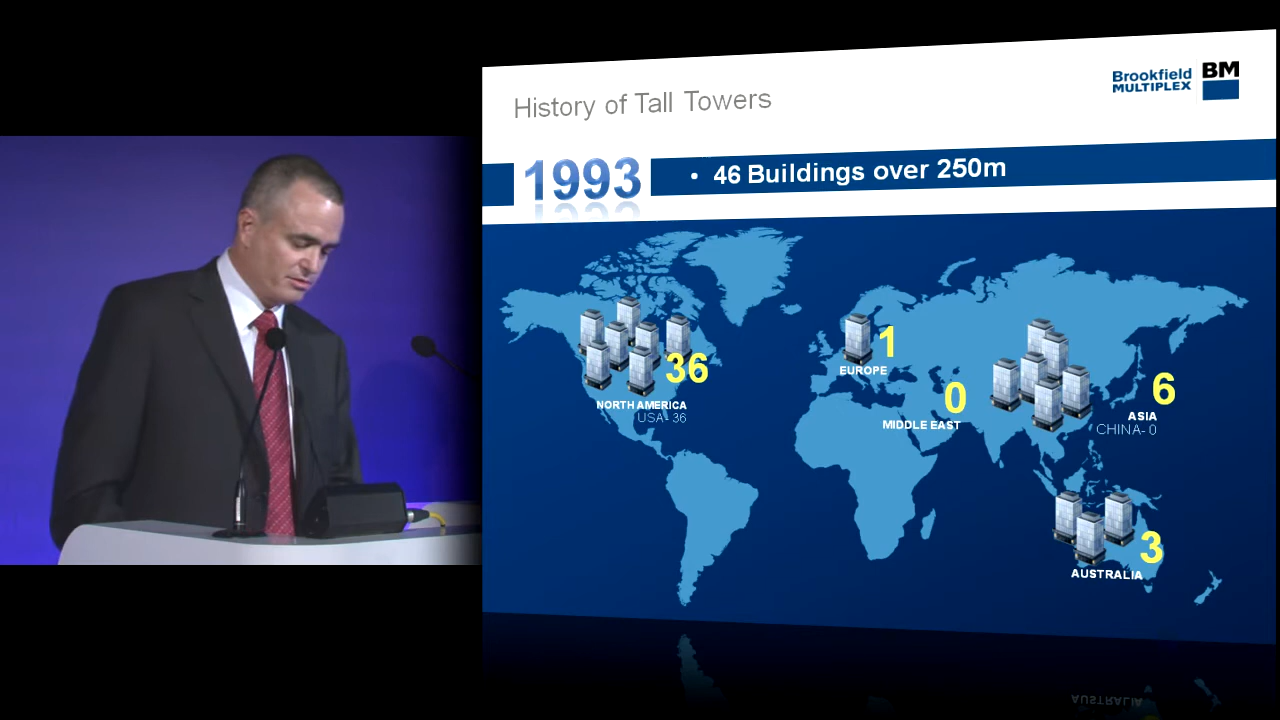 History of Tall Towers
Brookfield
MULTIPLEX
BM
1993
• 46 Buildings over 250m
36
NORTH AMERICA
USA- 36
1
EUROPE
0
MIDDLE EAST
6
ASIA
CHINA- 0
3
AUSTRALIA